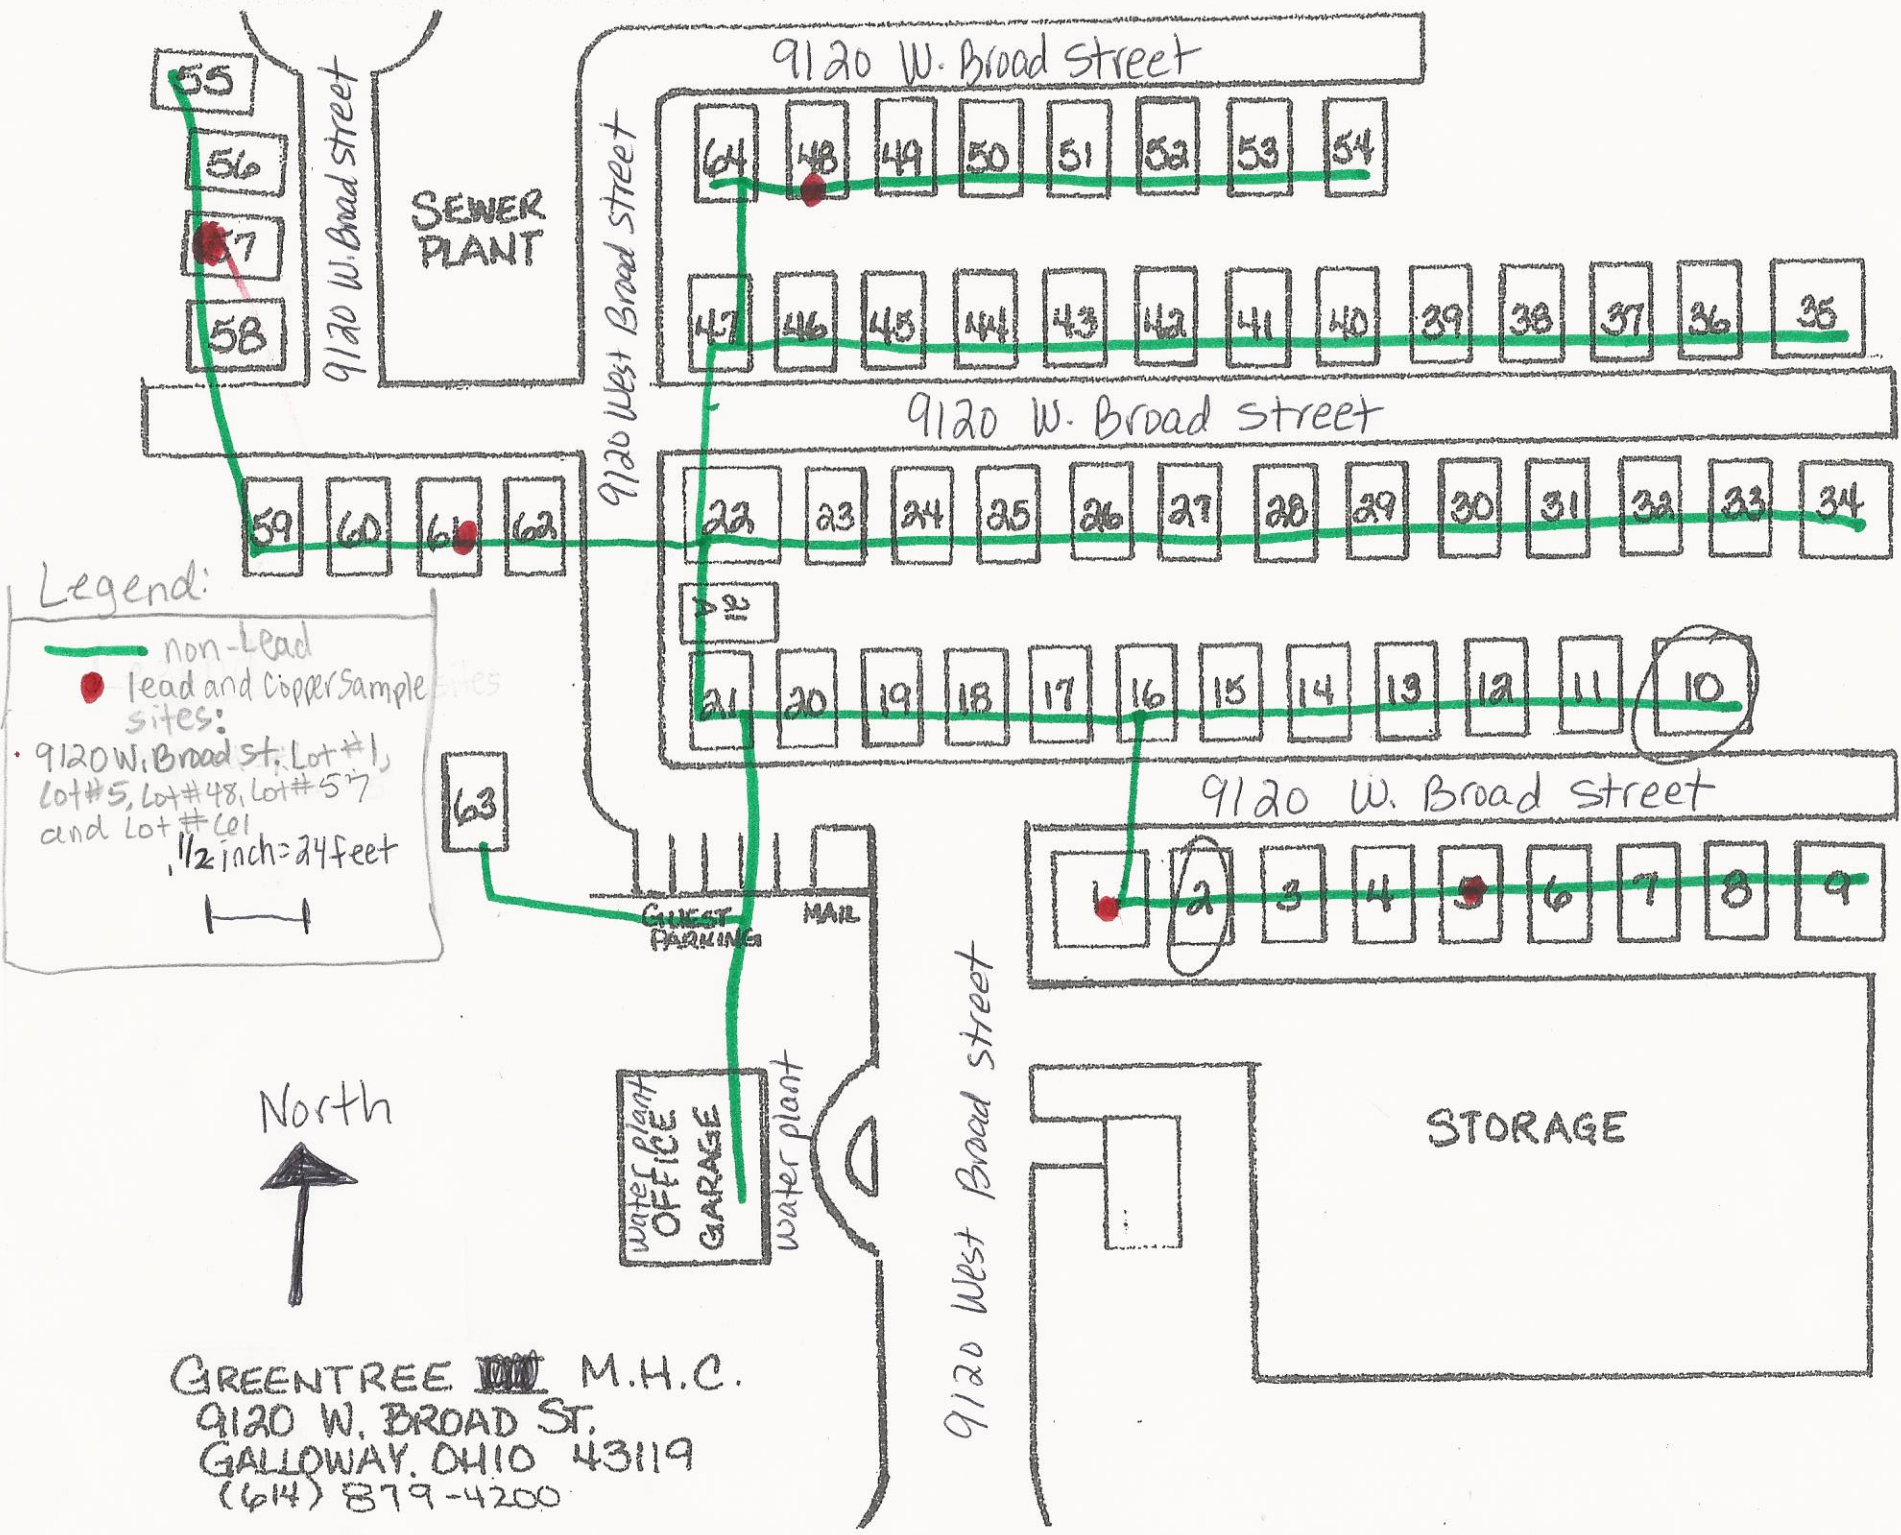 9120 W. Broad Street
55
56
57
58
9120 W. Broad Street
SEWER
PLANT
9120 West Broad Street
64 48 49 50 51 52 53 54
47 46 45 44 43 42 41 40 39 38 37 36 35
9120 W. Broad Street
59 60 61 62
22 23 24 25 26 27 28 29 30 31 32 33 34
21 20 19 18 17 16 15 14 13 12 11 10
9120 W. Broad Street
63
1 2 3 4 5 6 7 8 9
GUEST
PARKING
MAIL
Legend:
non-Lead
lead and copper sample sites
sites:
9120 W. Broad St. Lot #1,
Lot #5, Lot #48, Lot #57
and Lot #61
1/2 inch = 24 feet
North
Water plant
OFFICE
GARAGE
Water plant
9120 West Broad Street
STORAGE
GREENTREE M.H.C.
9120 W. BROAD ST.
GALLOWAY, OHIO 43119
(614) 879-4200